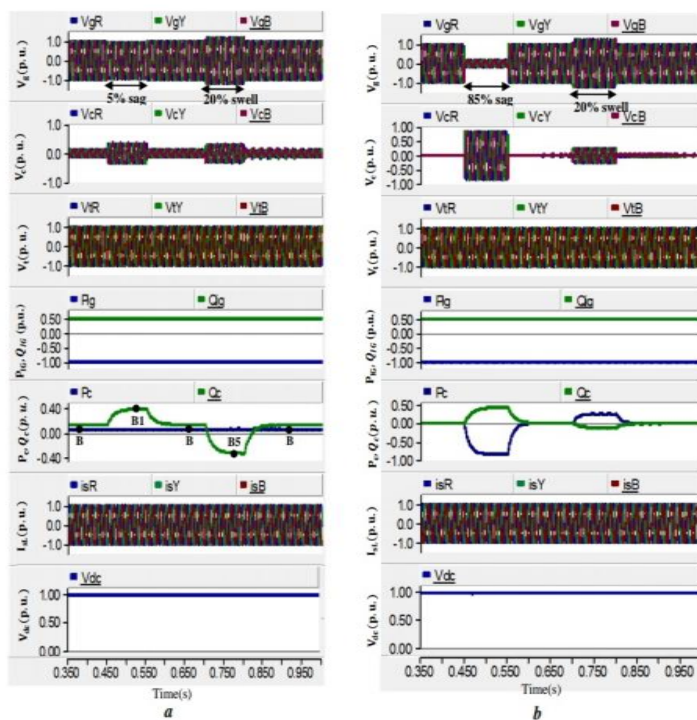 VgR VgY VgB
1.0
0.0
-1.0
Vg(p. u.)
5% sag
20% swell
VcR VcY VcB
1.0
0.0
-1.0
Vc(p. u.)
VtR VtY VtB
1.0
0.0
-1.0
Vt(p. u.)
Pig Qig
0.50
0.00
-0.50
-1.00
PIG, QIG (p.u.)
Pc Qc
0.40
0.00
-0.40
Pc, Qc(p. u.)
B
B1
B
B5
B
isR isY isB
1.0
0.0
-1.0
IsL(p. u.)
Vdc
1.00
0.50
0.00
Vdc(p. u.)
0.350 0.450 0.550 0.650 0.750 0.850 0.950
Time(s)
a
VgR VgY VgB
1.0
0.0
-1.0
Vg(p. u.)
85% sag
20% swell
VcR VcY VcB
1.00
0.50
0.00
-0.50
-1.00
Vc(p. u.)
VtR VtY VtB
1.0
0.0
-1.0
Vt(p. u.)
Pig Qig
0.50
0.00
-0.50
-1.00
PIG, QIG (p.u.)
Pc Qc
0.50
0.00
-0.50
-1.00
Pc, Qc(p. u.)
isR isY isB
1.0
0.0
-1.0
IsL(p. u.)
Vdc
1.00
0.50
0.00
Vdc(p. u.)
0.350 0.450 0.550 0.650 0.750 0.850 0.950
Time(s)
b